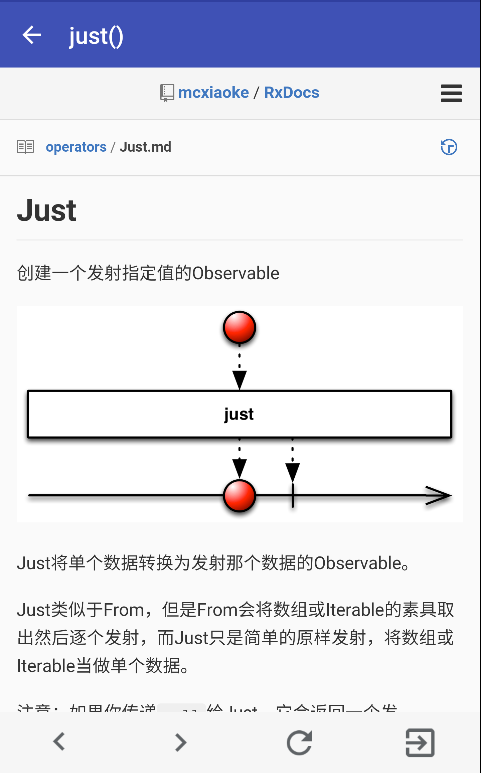 just()
mcxiaoke / RxDocs
operators / Just.md
Just
创建一个发射指定值的Observable
just
Just将单个数据转换为发射那个数据的Observable。
Just类似于From，但是From会将数组或Iterable的素具取
出然后逐个发射，而Just只是简单的原样发射，将数组或
Iterable当做单个数据。
注意：如果你传递 给Just，它会返回一个发